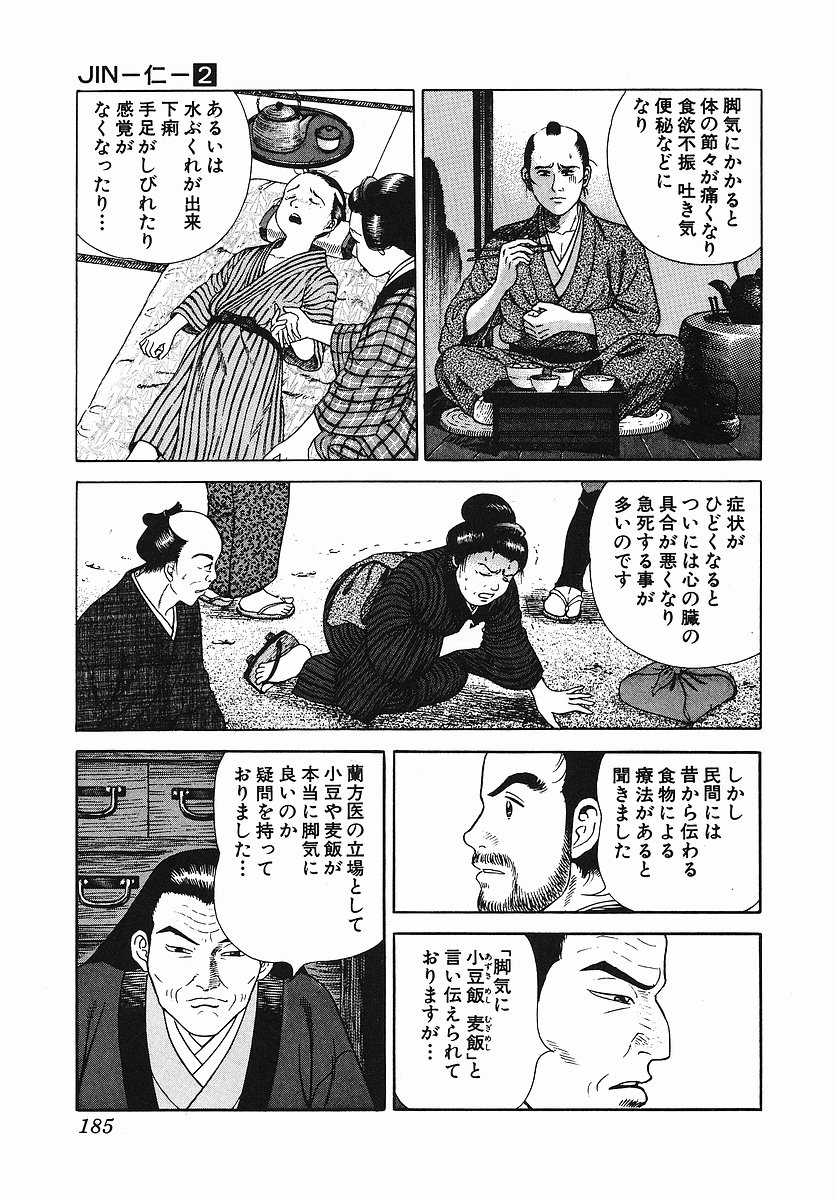 JIN－仁－2
脚気にかかると
体の節々が痛くなり
食欲不振 吐き気
便秘などに
なり
あるいは
水ぶくれが出来
下痢
手足がしびれたり
感覚が
なくなったり…
症状が
ひどくなると
ついには心の臓の
具合が悪くなり
急死する事が
多いのです
しかし
民間には
昔から伝わる
食物による
療法があると
聞きました
「脚気に
小豆飯 麦飯」と
あずき めし むぎめし
言い伝えられて
おりますが…
蘭方医の立場として
小豆や麦飯が
本当に脚気に
良いのか
疑問を持って
おりました…
185